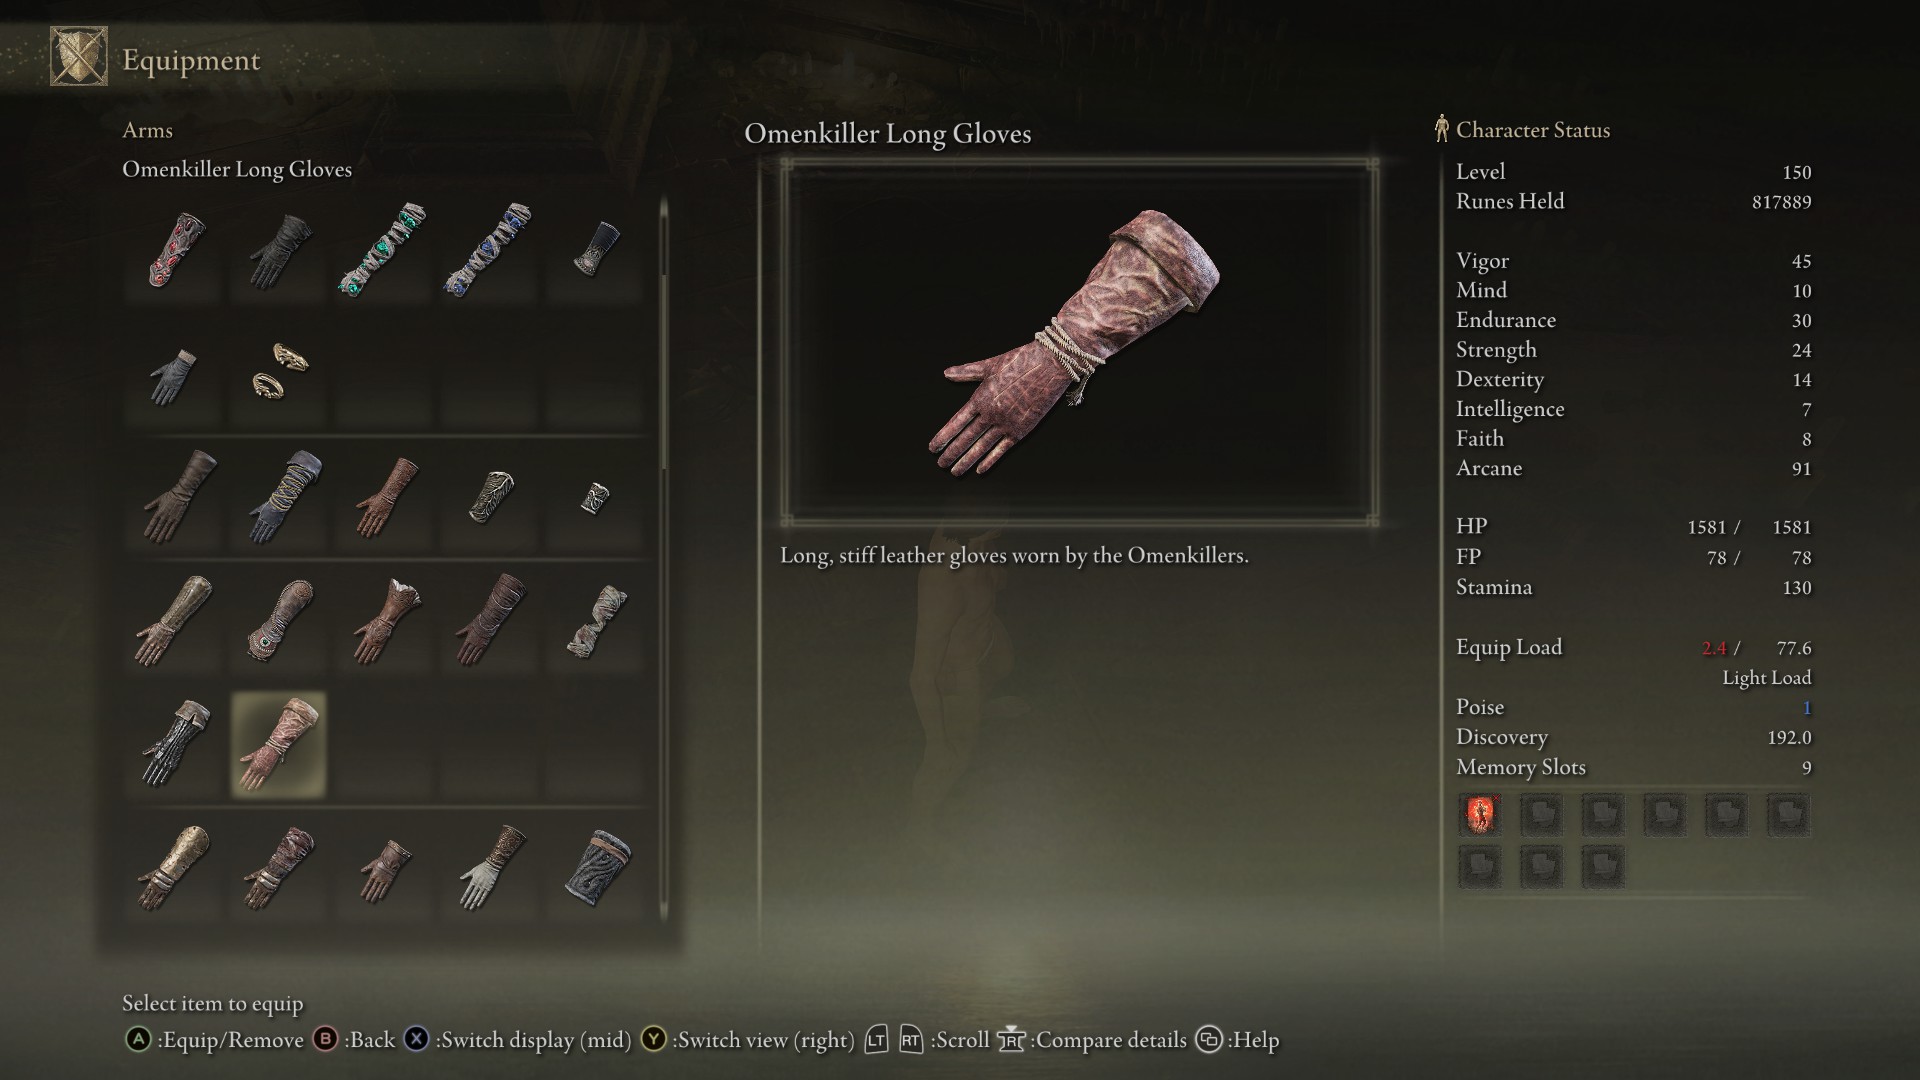 Equipment
Arms
Omenkiller Long Gloves
Omenkiller Long Gloves
Long, stiff leather gloves worn by the Omenkillers.
Character Status
Level 150
Runes Held 817889
Vigor 45
Mind 10
Endurance 30
Strength 24
Dexterity 14
Intelligence 7
Faith 8
Arcane 91
HP 1581 / 1581
FP 78 / 78
Stamina 130
Equip Load 2.4 / 77.6
Light Load
Poise 1
Discovery 192.0
Memory Slots 9
Select item to equip
A :Equip/Remove B :Back X :Switch display (mid) Y :Switch view (right) LT RT :Scroll R :Compare details :Help